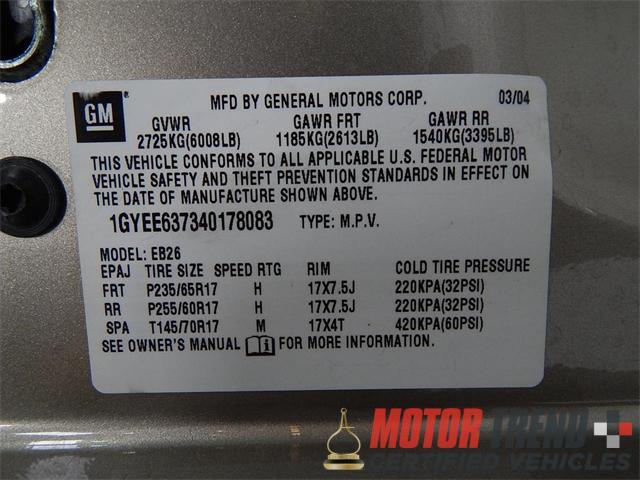 GM
MFD BY GENERAL MOTORS CORP. 03/04
GVWR GAWR FRT GAWR RR
2725KG(6008LB) 1185KG(2613LB) 1540KG(3395LB)
THIS VEHICLE CONFORMS TO ALL APPLICABLE U.S. FEDERAL MOTOR
VEHICLE SAFETY AND THEFT PREVENTION STANDARDS IN EFFECT ON
THE DATE OF MANUFACTURE SHOWN ABOVE.
1GYEE637340178083 TYPE: M.P.V.
MODEL: EB26
EPAJ TIRE SIZE SPEED RTG RIM COLD TIRE PRESSURE
FRT P235/65R17 H 17X7.5J 220KPA(32PSI)
RR P255/60R17 H 17X7.5J 220KPA(32PSI)
SPA T145/70R17 M 17X4T 420KPA(60PSI)
SEE OWNER'S MANUAL FOR MORE INFORMATION.
MOTOR TREND
CERTIFIED VEHICLES